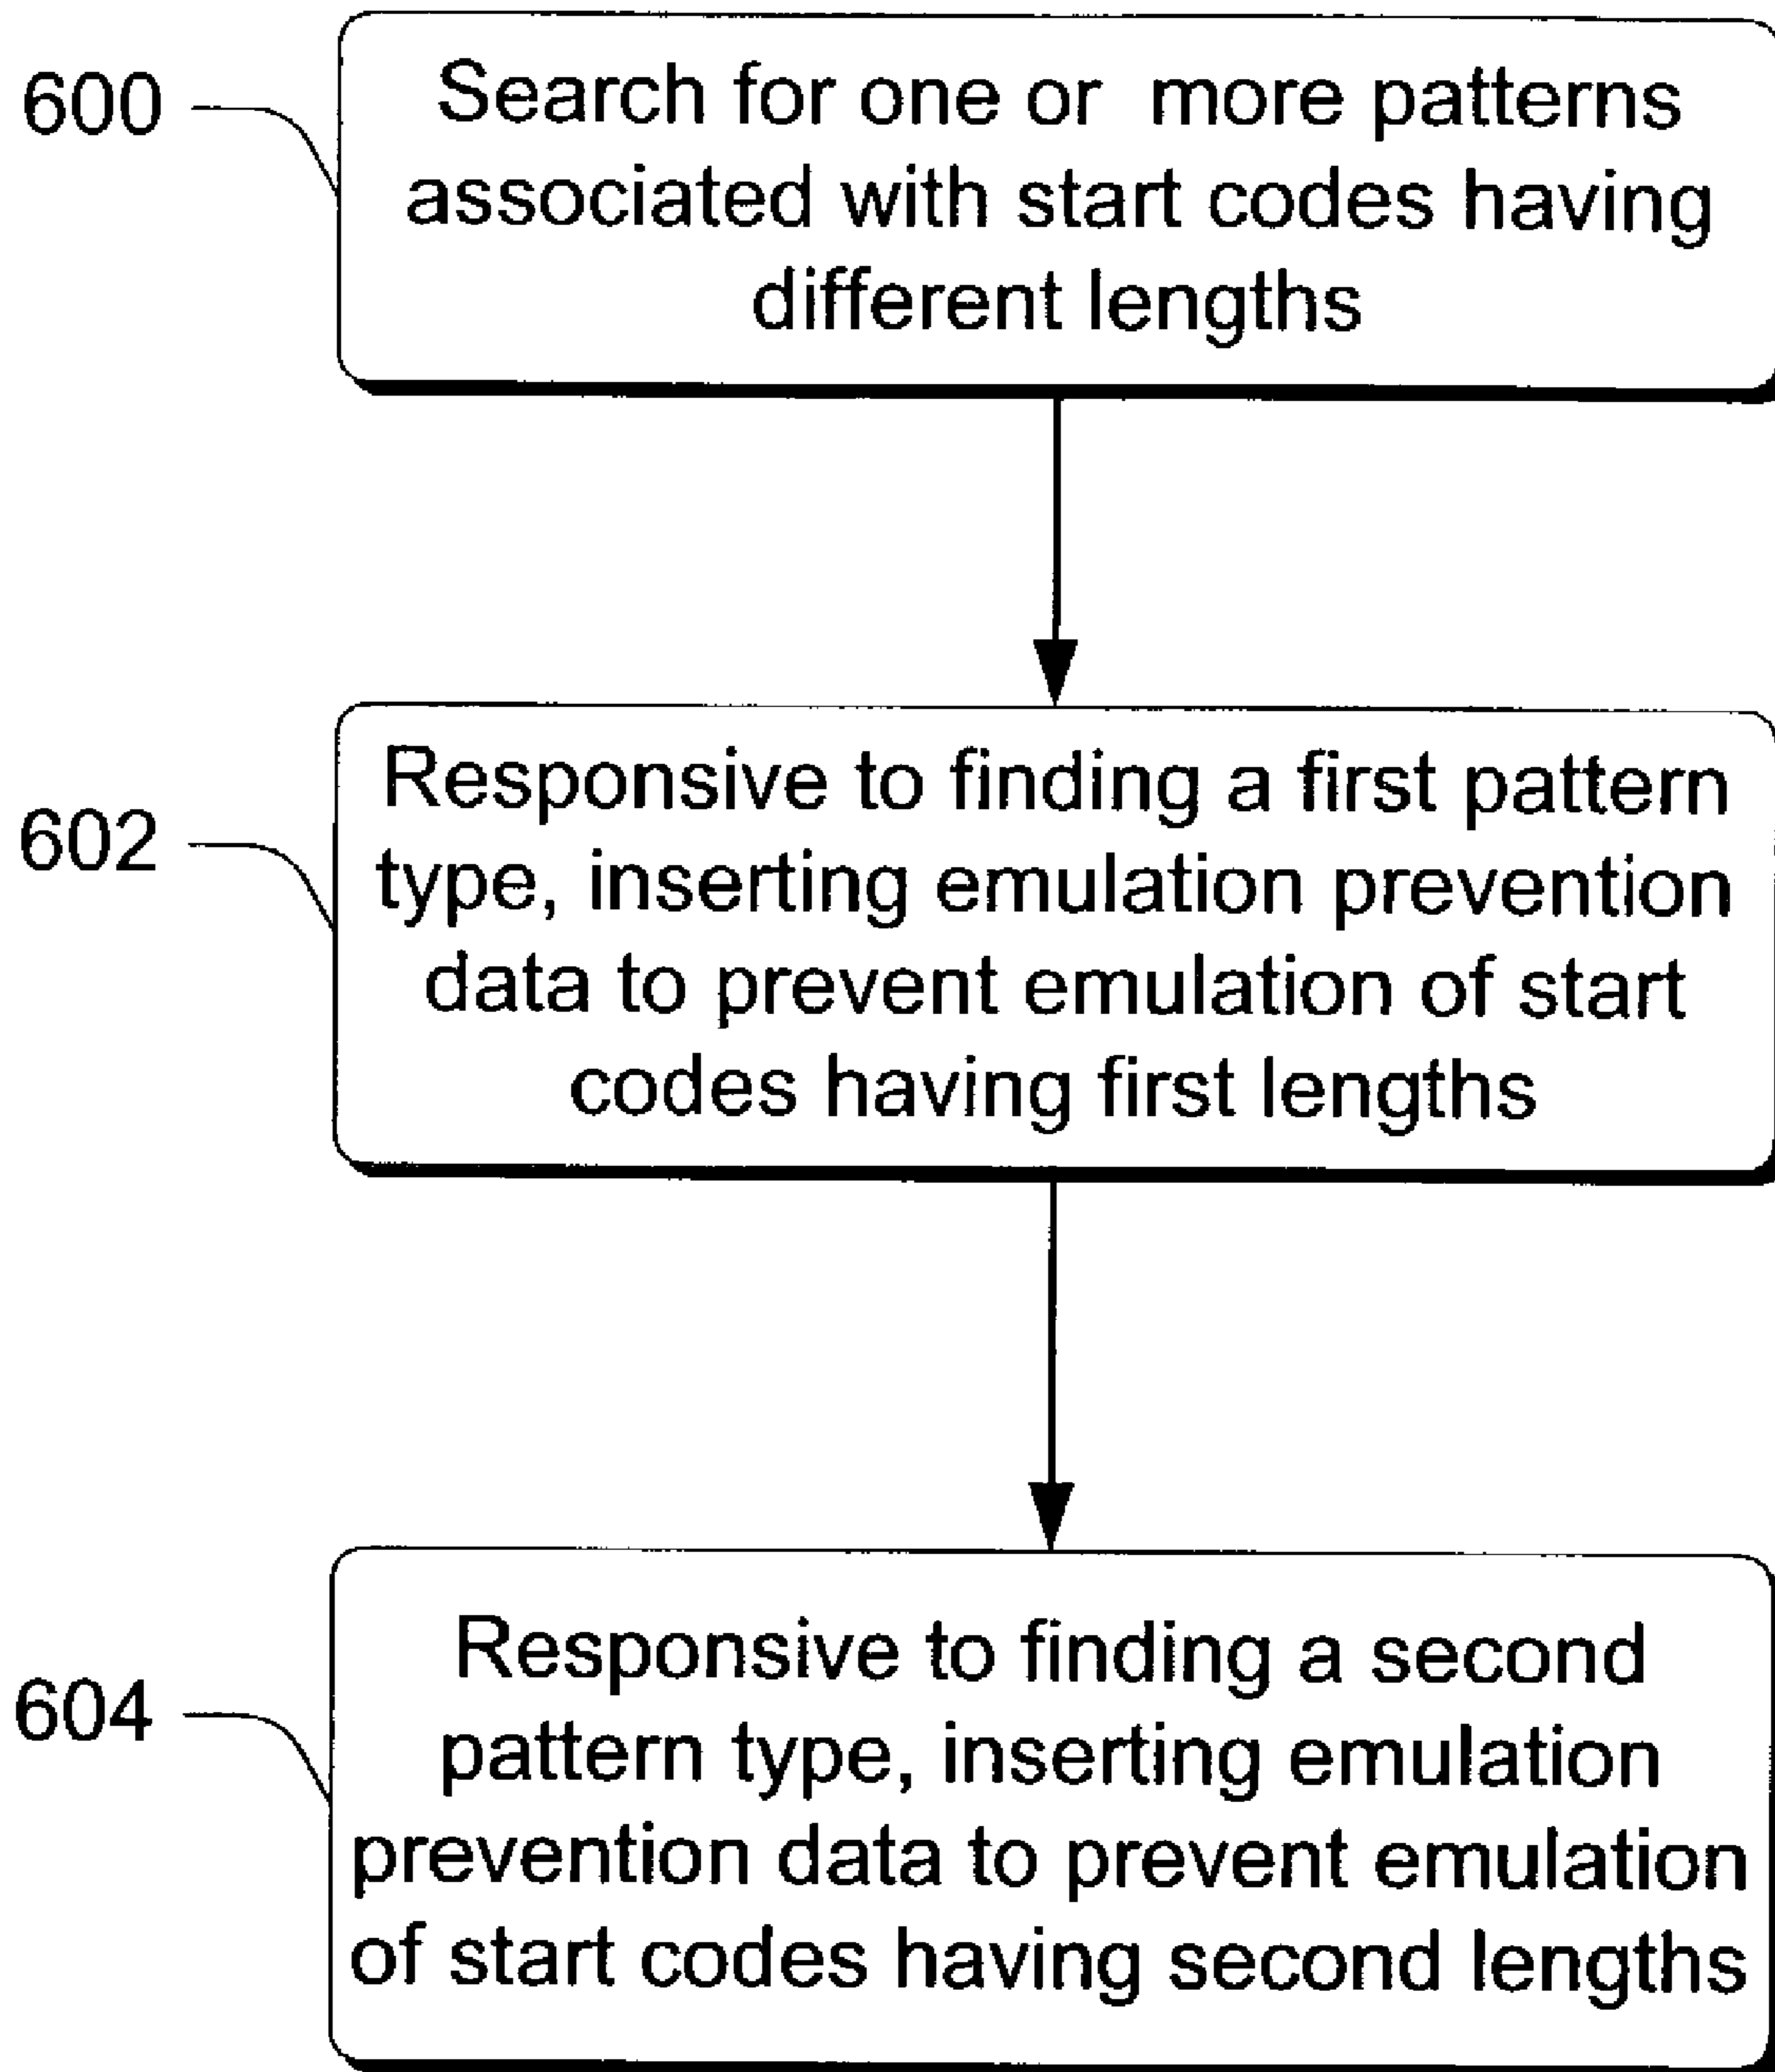 600
Search for one or more patterns
associated with start codes having
different lengths
602
Responsive to finding a first pattern
type, inserting emulation prevention
data to prevent emulation of start
codes having first lengths
604
Responsive to finding a second
pattern type, inserting emulation
prevention data to prevent emulation
of start codes having second lengths